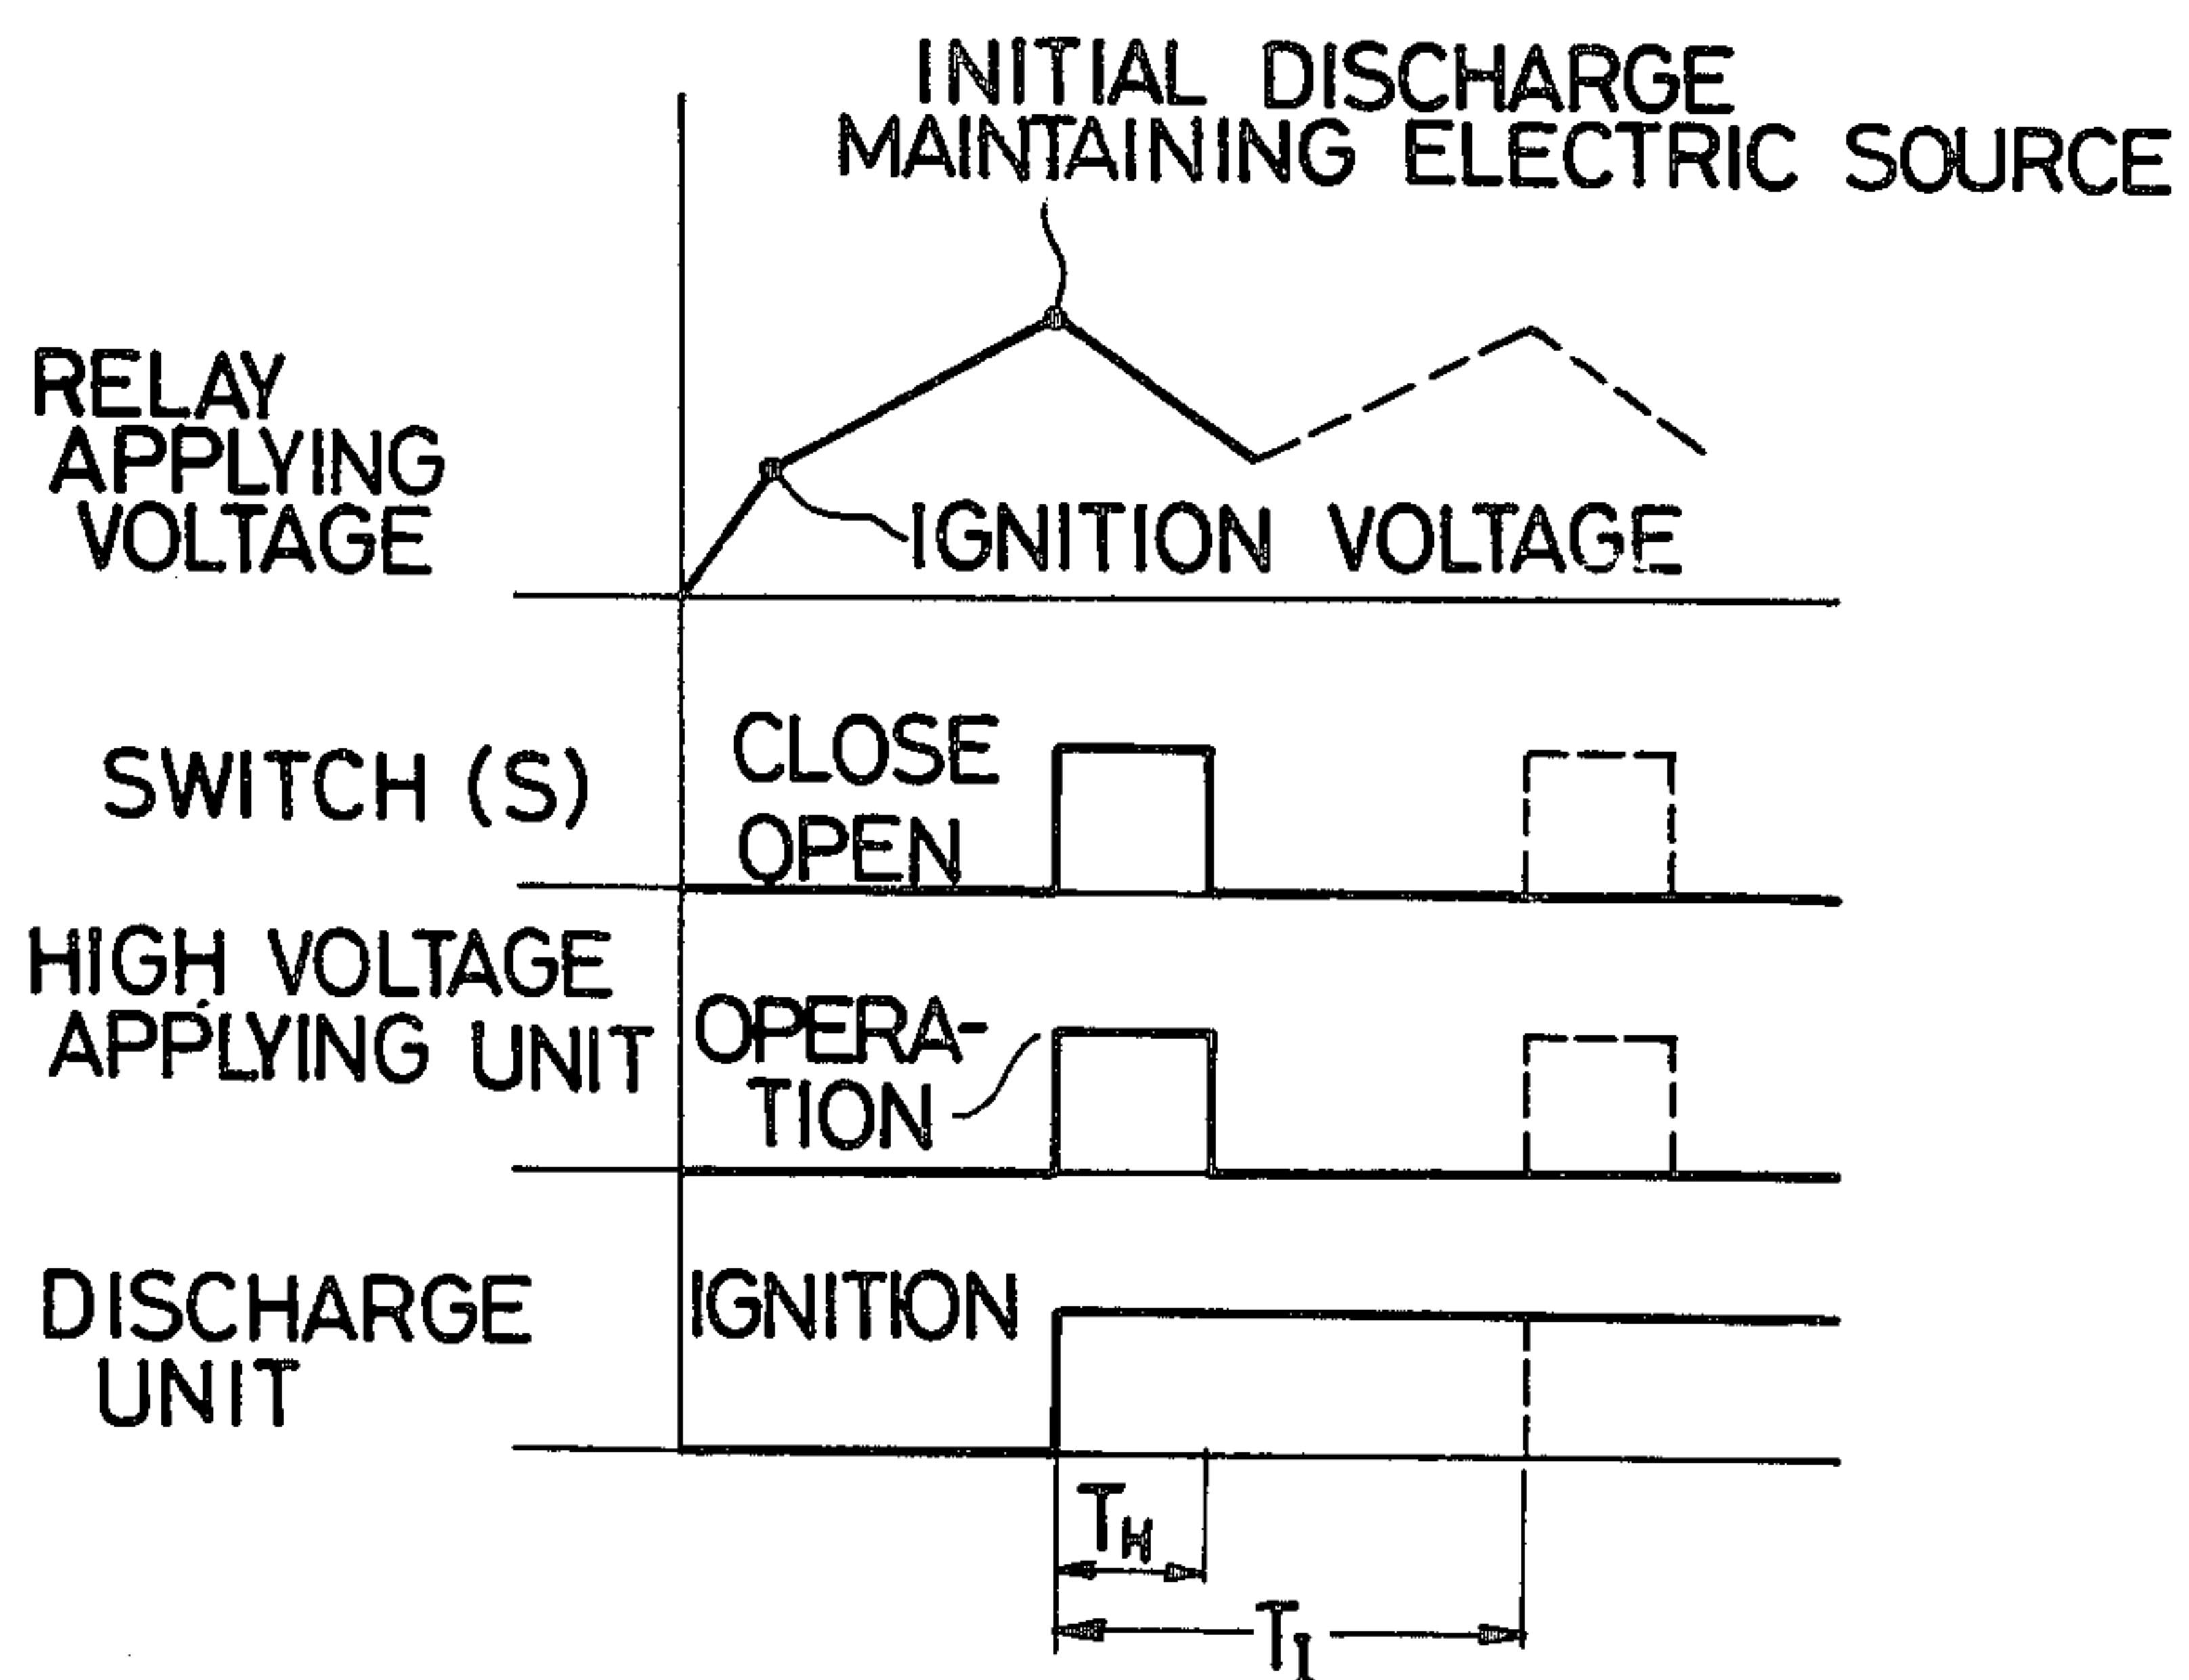 INITIAL DISCHARGE
MAINTAINING ELECTRIC SOURCE
RELAY
APPLYING
VOLTAGE
IGNITION VOLTAGE
SWITCH (S)
CLOSE
OPEN
HIGH VOLTAGE
APPLYING UNIT
OPERA-
TION
DISCHARGE
UNIT
IGNITION
TH
TI